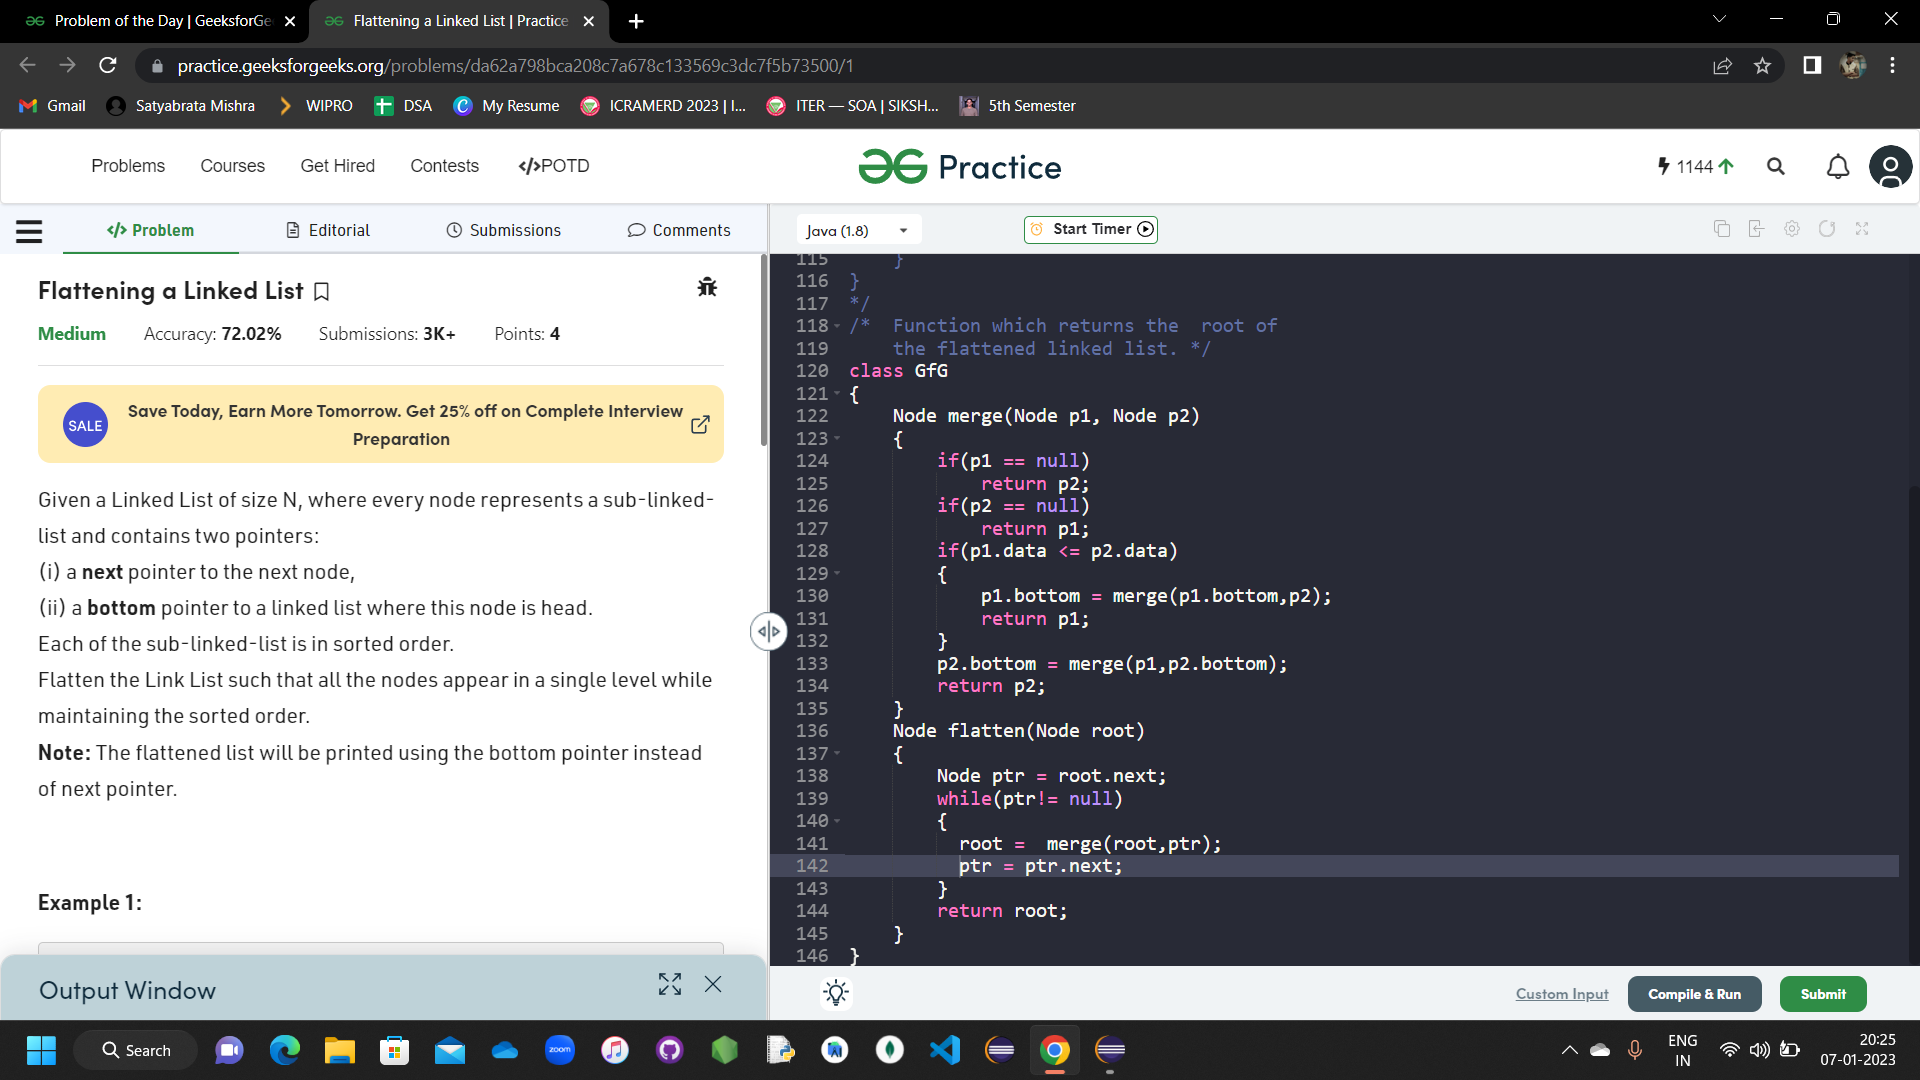 Problem of the Day | GeeksforGe
Flattening a Linked List | Practice
practice.geeksforgeeks.org/problems/da62a798bca208c7a678c133569c3dc7f5b73500/1
Gmail
Satyabrata Mishra
WIPRO
DSA
My Resume
ICRAMERD 2023 | I...
ITER — SOA | SIKSH...
5th Semester
Problems
Courses
Get Hired
Contests
</>POTD
Practice
1144
</> Problem
Editorial
Submissions
Comments
Java (1.8)
Start Timer
Flattening a Linked List
Medium Accuracy: 72.02% Submissions: 3K+ Points: 4
SALE
Save Today, Earn More Tomorrow. Get 25% off on Complete Interview
Preparation
Given a Linked List of size N, where every node represents a sub-linked-
list and contains two pointers:
(i) a next pointer to the next node,
(ii) a bottom pointer to a linked list where this node is head.
Each of the sub-linked-list is in sorted order.
Flatten the Link List such that all the nodes appear in a single level while
maintaining the sorted order.
Note: The flattened list will be printed using the bottom pointer instead
of next pointer.
Example 1:
Output Window
115 }
116 }
117 */
118 /* Function which returns the root of
119 the flattened linked list. */
120 class GfG
121 {
122 Node merge(Node p1, Node p2)
123 {
124 if(p1 == null)
125 return p2;
126 if(p2 == null)
127 return p1;
128 if(p1.data <= p2.data)
129 {
130 p1.bottom = merge(p1.bottom,p2);
131 return p1;
132 }
133 p2.bottom = merge(p1,p2.bottom);
134 return p2;
135 }
136 Node flatten(Node root)
137 {
138 Node ptr = root.next;
139 while(ptr!= null)
140 {
141 root = merge(root,ptr);
142 ptr = ptr.next;
143 }
144 return root;
145 }
146 }
Custom Input
Compile & Run
Submit
Search
zoom
ENG
IN
20:25
07-01-2023